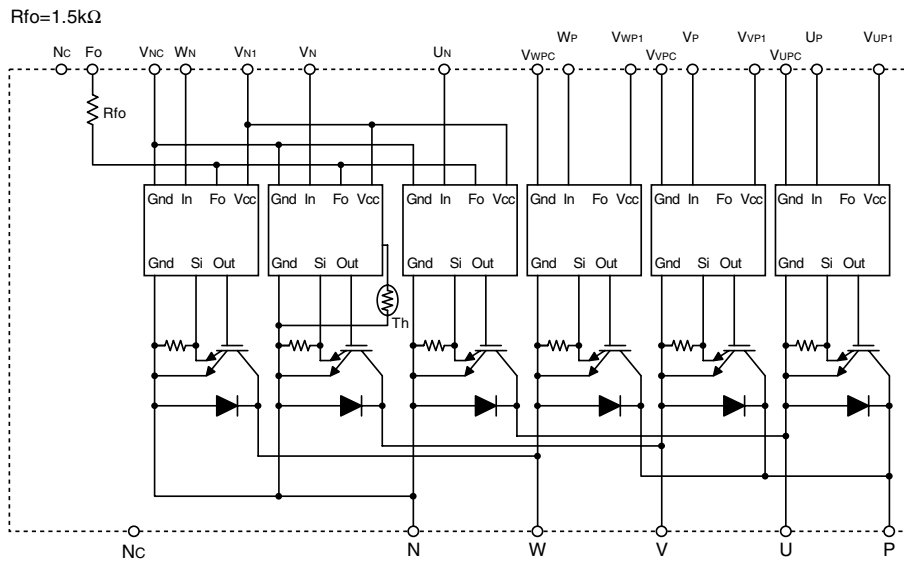 Rfo=1.5kΩ
NC Fo VNC WN VN1 VN UN VWPC WP VWP1 VVPC VP VVP1 VUPC UP VUP1
Rfo
Gnd In Fo Vcc Gnd In Fo Vcc Gnd In Fo Vcc Gnd In Fo Vcc Gnd In Fo Vcc Gnd In Fo Vcc
Gnd Si Out Gnd Si Out Gnd Si Out Gnd Si Out Gnd Si Out Gnd Si Out
Th
NC N W V U P